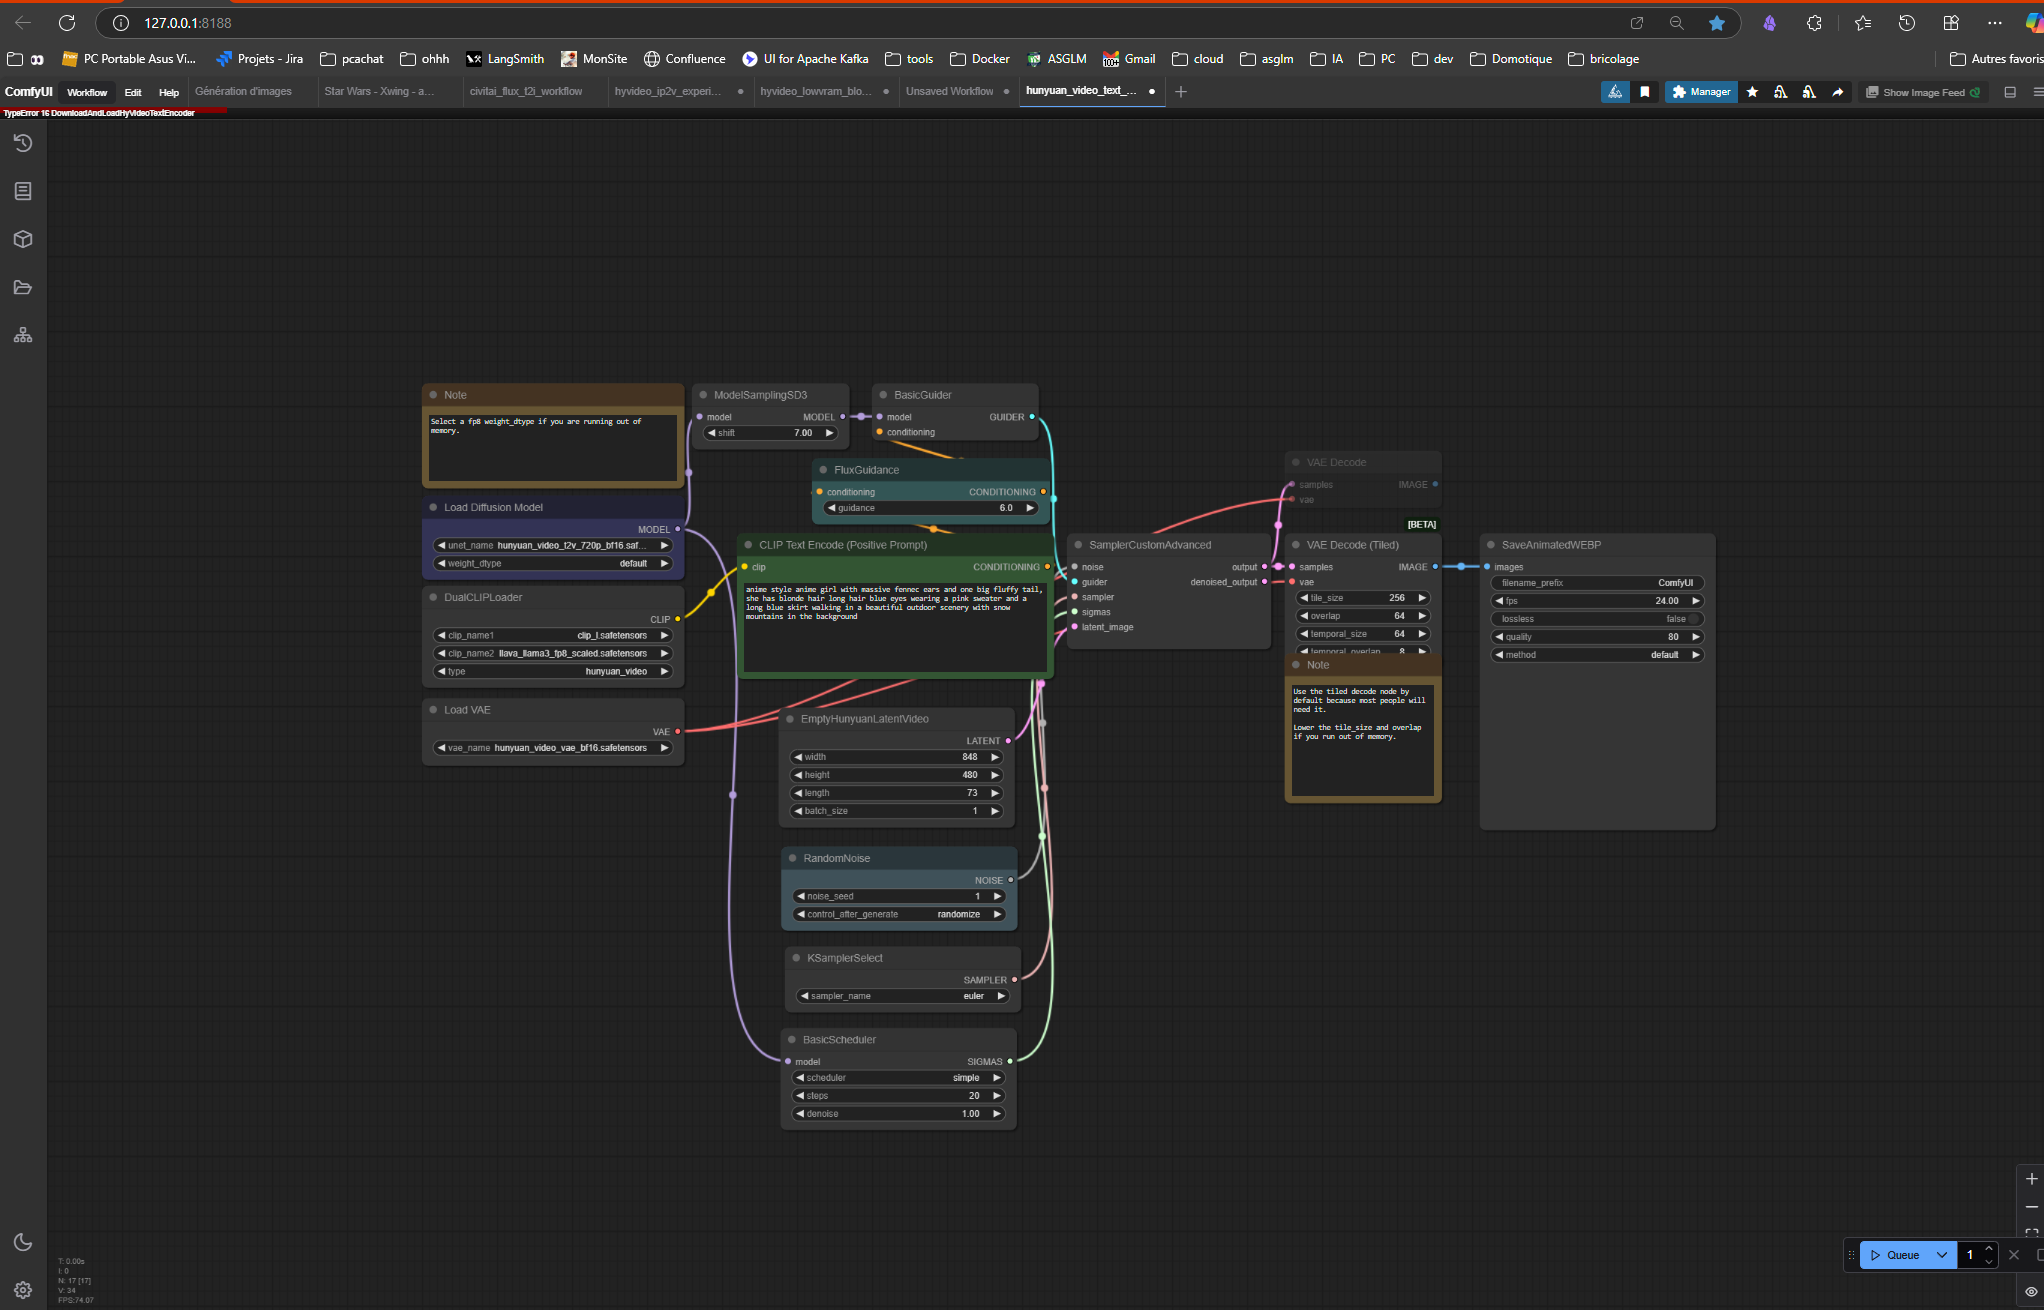 127.0.0.1:8188
PC Portable Asus Vi...
Projets - Jira
pcachat
ohhh
LangSmith
MonSite
Confluence
UI for Apache Kafka
tools
Docker
ASGLM
Gmail
cloud
asglm
IA
PC
dev
Domotique
bricolage
Autres favoris
ComfyUI
Workflow
Edit
Help
Génération d'images
Star Wars - Xwing - a...
civitai_flux_t2i_workflow
hyvideo_ip2v_experi...
hyvideo_lowvram_blo...
Unsaved Workflow
hunyuan_video_text_...
Manager
Show Image Feed
TypeError 16 DownloadAndLoadHyVideoTextEncoder
Note
Select a fp8 weight_dtype if you are running out of
memory.
Load Diffusion Model
MODEL
unet_name hunyuan_video_t2v_720p_bf16.saf...
weight_dtype default
DualCLIPLoader
CLIP
clip_name1 clip_l.safetensors
clip_name2 llava_llama3_fp8_scaled.safetensors
type hunyuan_video
Load VAE
VAE
vae_name hunyuan_video_vae_bf16.safetensors
ModelSamplingSD3
model MODEL
shift 7.00
BasicGuider
model GUIDER
conditioning
FluxGuidance
conditioning CONDITIONING
guidance 6.0
CLIP Text Encode (Positive Prompt)
clip CONDITIONING
anime style anime girl with massive fennec ears and one big fluffy tail,
she has blonde hair long hair blue eyes wearing a pink sweater and a
long blue skirt walking in a beautiful outdoor scenery with snow
mountains in the background
EmptyHunyuanLatentVideo
LATENT
width 848
height 480
length 73
batch_size 1
RandomNoise
NOISE
noise_seed 1
control_after_generate randomize
KSamplerSelect
SAMPLER
sampler_name euler
BasicScheduler
model SIGMAS
scheduler simple
steps 20
denoise 1.00
SamplerCustomAdvanced
noise output
guider denoised_output
sampler
sigmas
latent_image
VAE Decode
samples IMAGE
vae
[BETA]
VAE Decode (Tiled)
samples IMAGE
vae
tile_size 256
overlap 64
temporal_size 64
temporal_overlap 8
Note
Use the tiled decode node by
default because most people will
need it.
Lower the tile_size and overlap
if you run out of memory.
SaveAnimatedWEBP
images
filename_prefix ComfyUI
fps 24.00
lossless false
quality 80
method default
T: 0.00s
I: 0
N: 17 [17]
V: 34
FPS:74.07
Queue
1